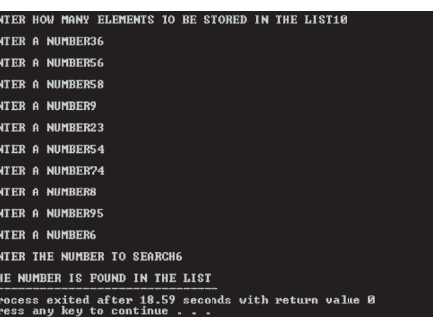 NTER HOW MANY ELEMENTS TO BE STORED IN THE LIST10
NTER A NUMBER36
NTER A NUMBER56
NTER A NUMBER58
NTER A NUMBER9
NTER A NUMBER23
NTER A NUMBER54
NTER A NUMBER74
NTER A NUMBER8
NTER A NUMBER95
NTER A NUMBER6
NTER THE NUMBER TO SEARCH6
HE NUMBER IS FOUND IN THE LIST
--------------------------------
rocess exited after 18.59 seconds with return value 0
ress any key to continue . . .